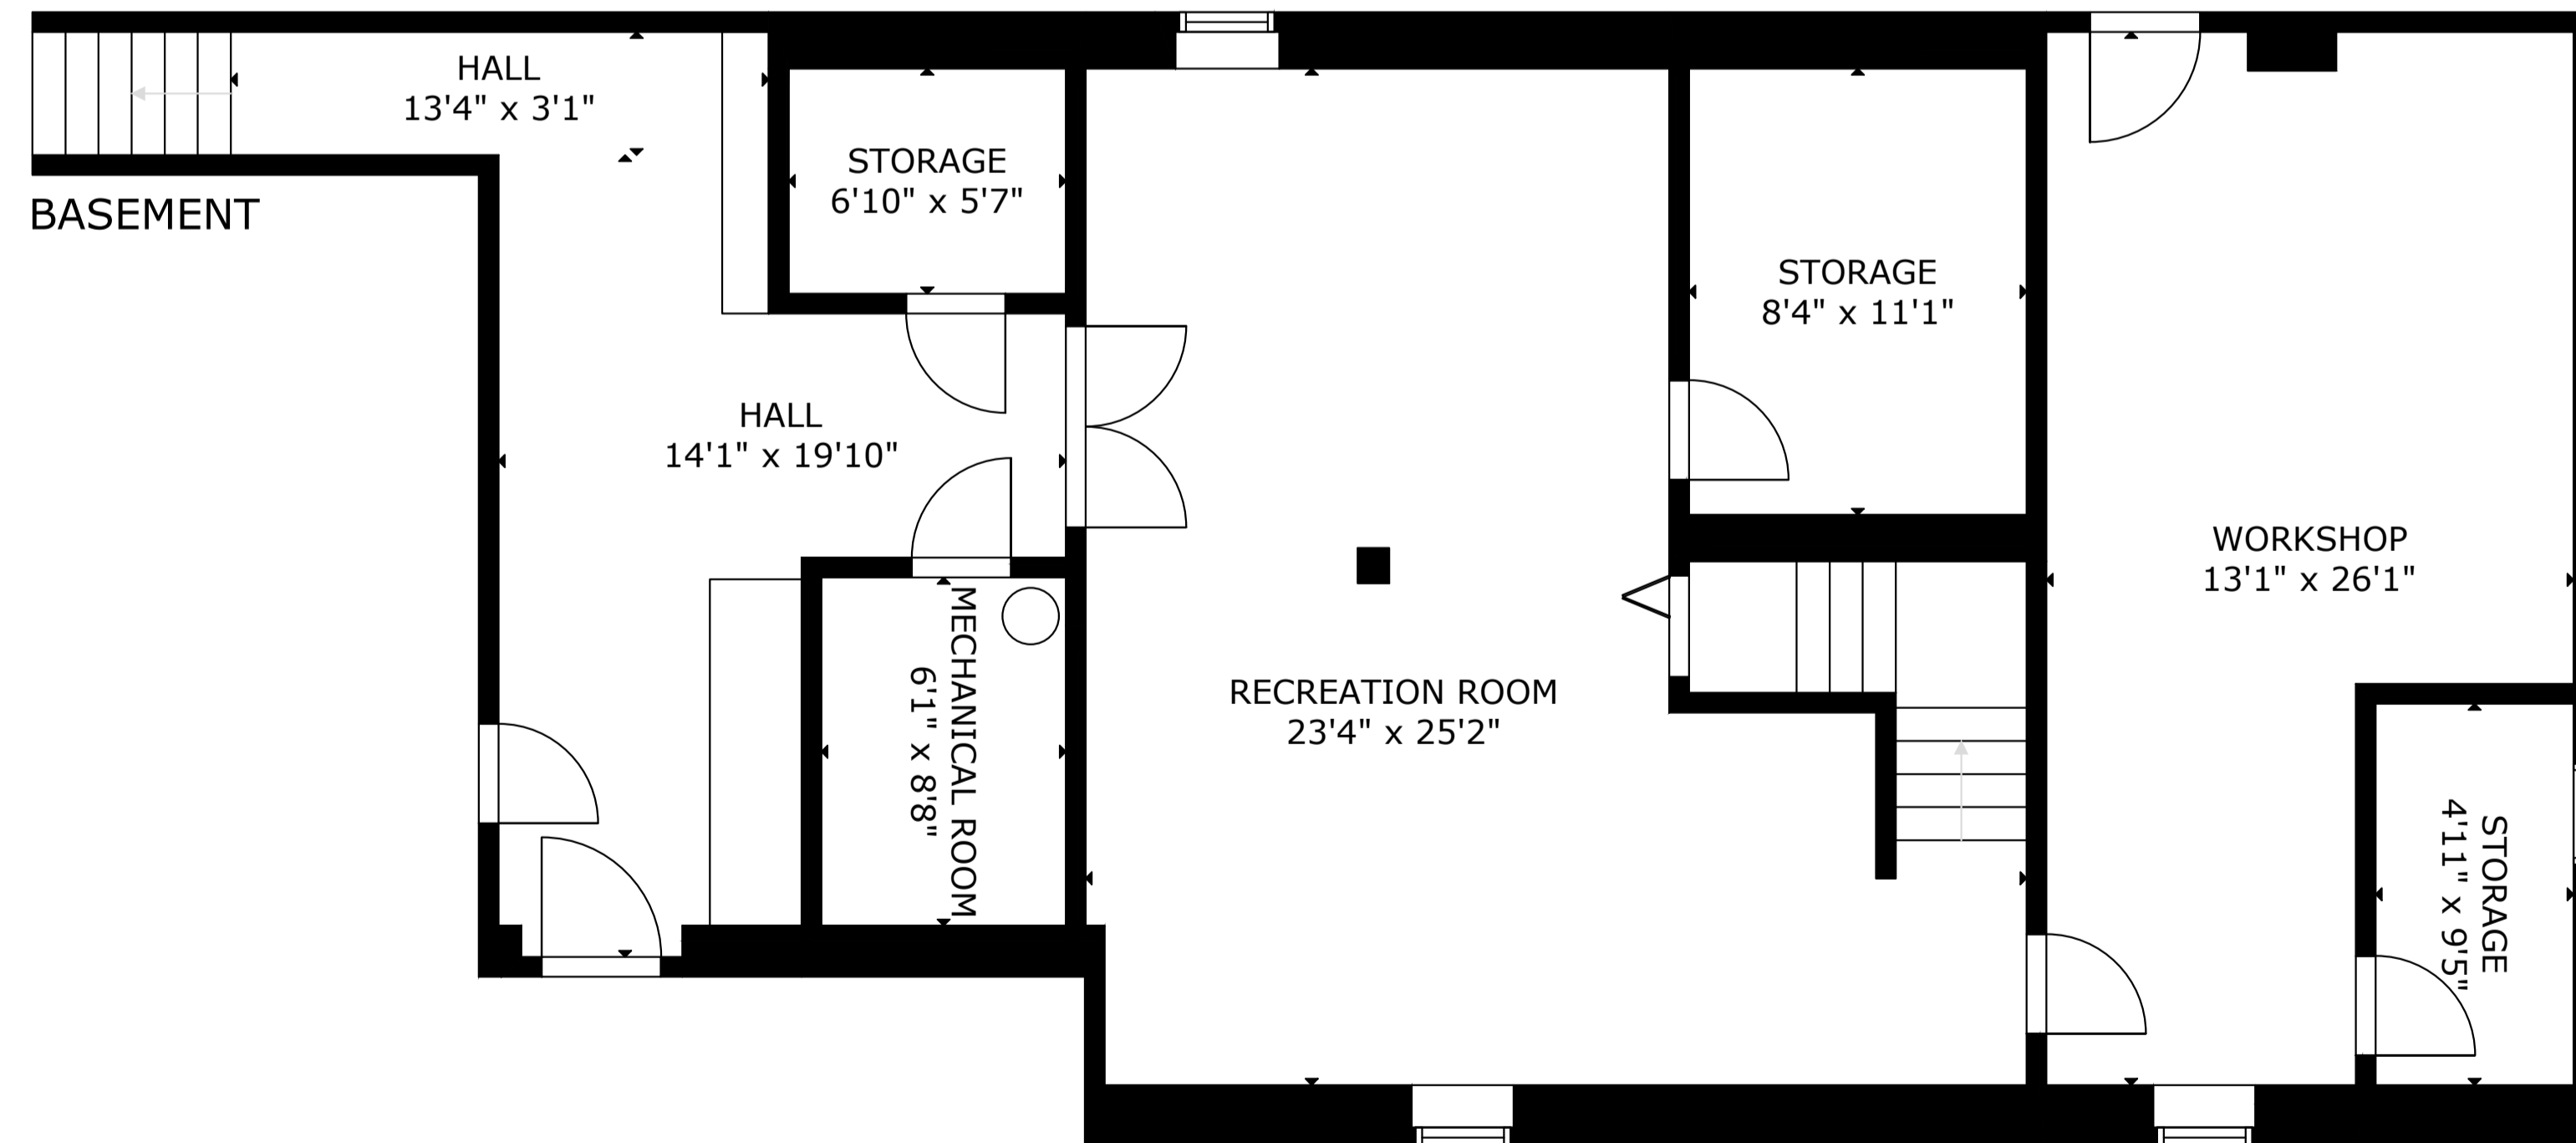 HALL
13'4" x 3'1"
BASEMENT
STORAGE
6'10" x 5'7"
STORAGE
8'4" x 11'1"
HALL
14'1" x 19'10"
WORKSHOP
13'1" x 26'1"
MECHANICAL ROOM
6'1" x 8'8"
RECREATION ROOM
23'4" x 25'2"
STORAGE
4'11" x 9'5"